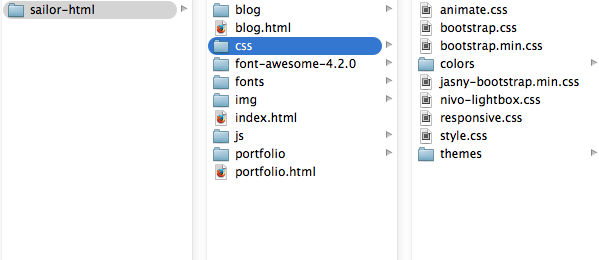 sailor-html
blog
blog.html
css
font-awesome-4.2.0
fonts
img
index.html
js
portfolio
portfolio.html
animate.css
bootstrap.css
bootstrap.min.css
colors
jasny-bootstrap.min.css
nivo-lightbox.css
responsive.css
style.css
themes